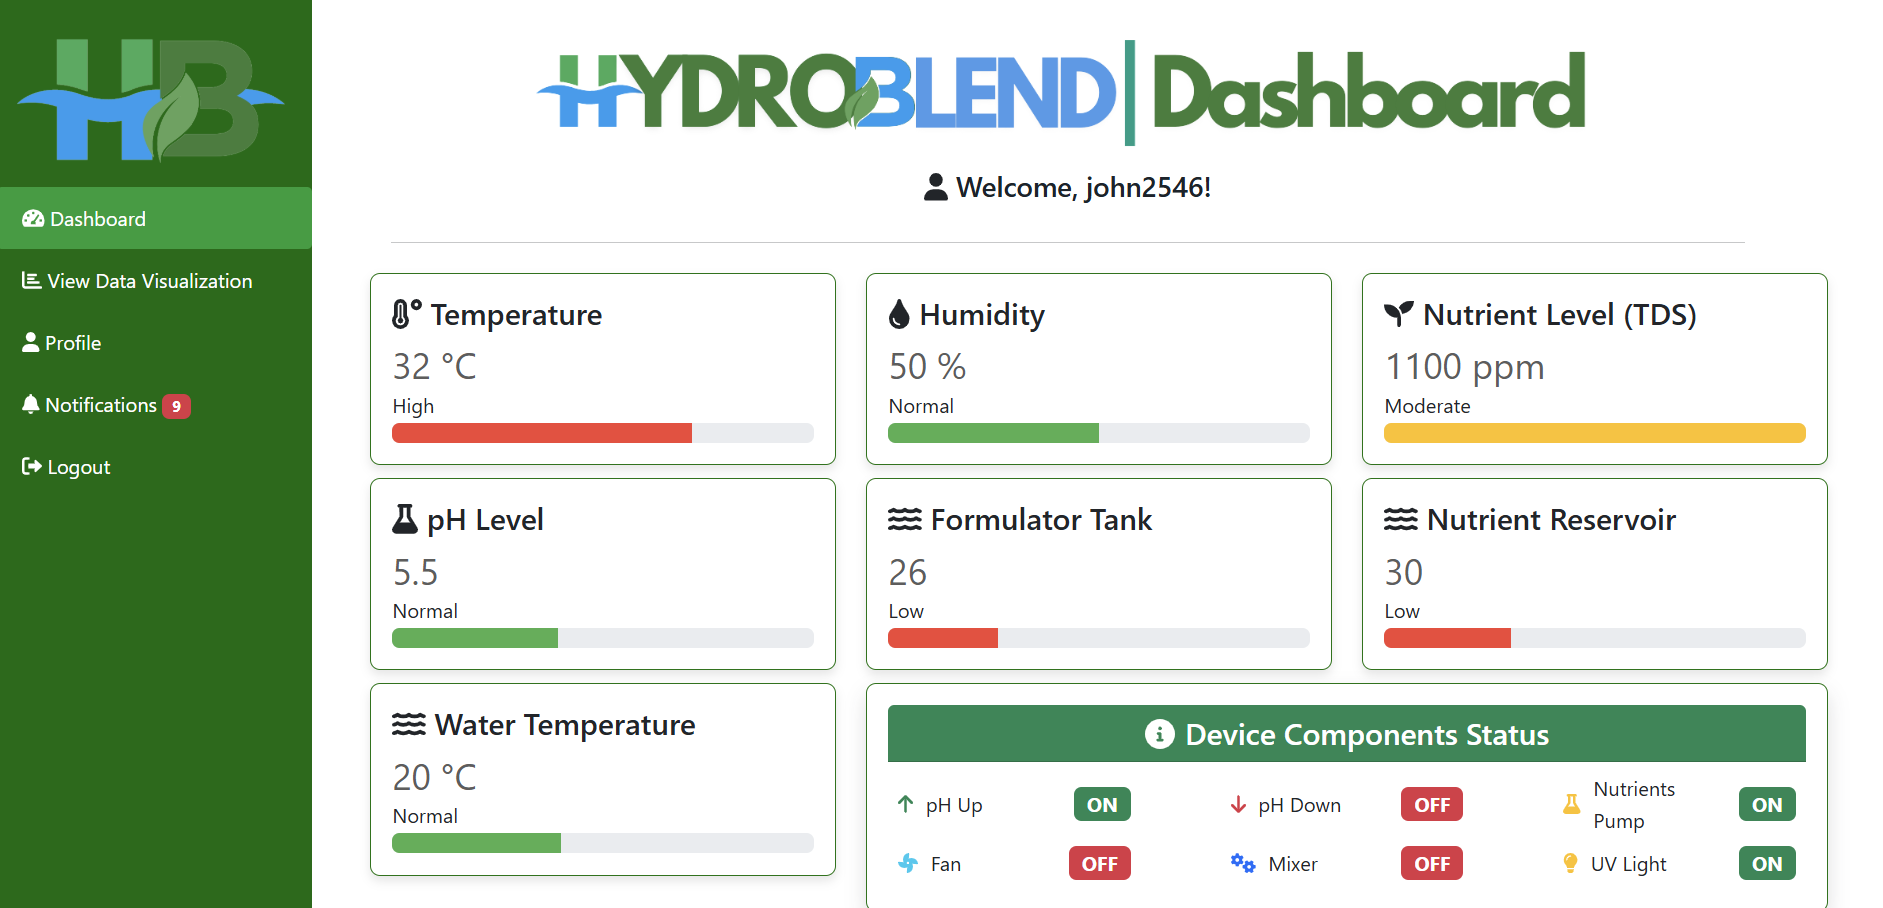 HB
HYDROBLEND | Dashboard
Welcome, john2546!
Dashboard
View Data Visualization
Profile
Notifications 9
Logout
Temperature
32 °C
High
Humidity
50 %
Normal
Nutrient Level (TDS)
1100 ppm
Moderate
pH Level
5.5
Normal
Formulator Tank
26
Low
Nutrient Reservoir
30
Low
Water Temperature
20 °C
Normal
Device Components Status
pH Up ON
pH Down OFF
Nutrients
Pump ON
Fan OFF
Mixer OFF
UV Light ON